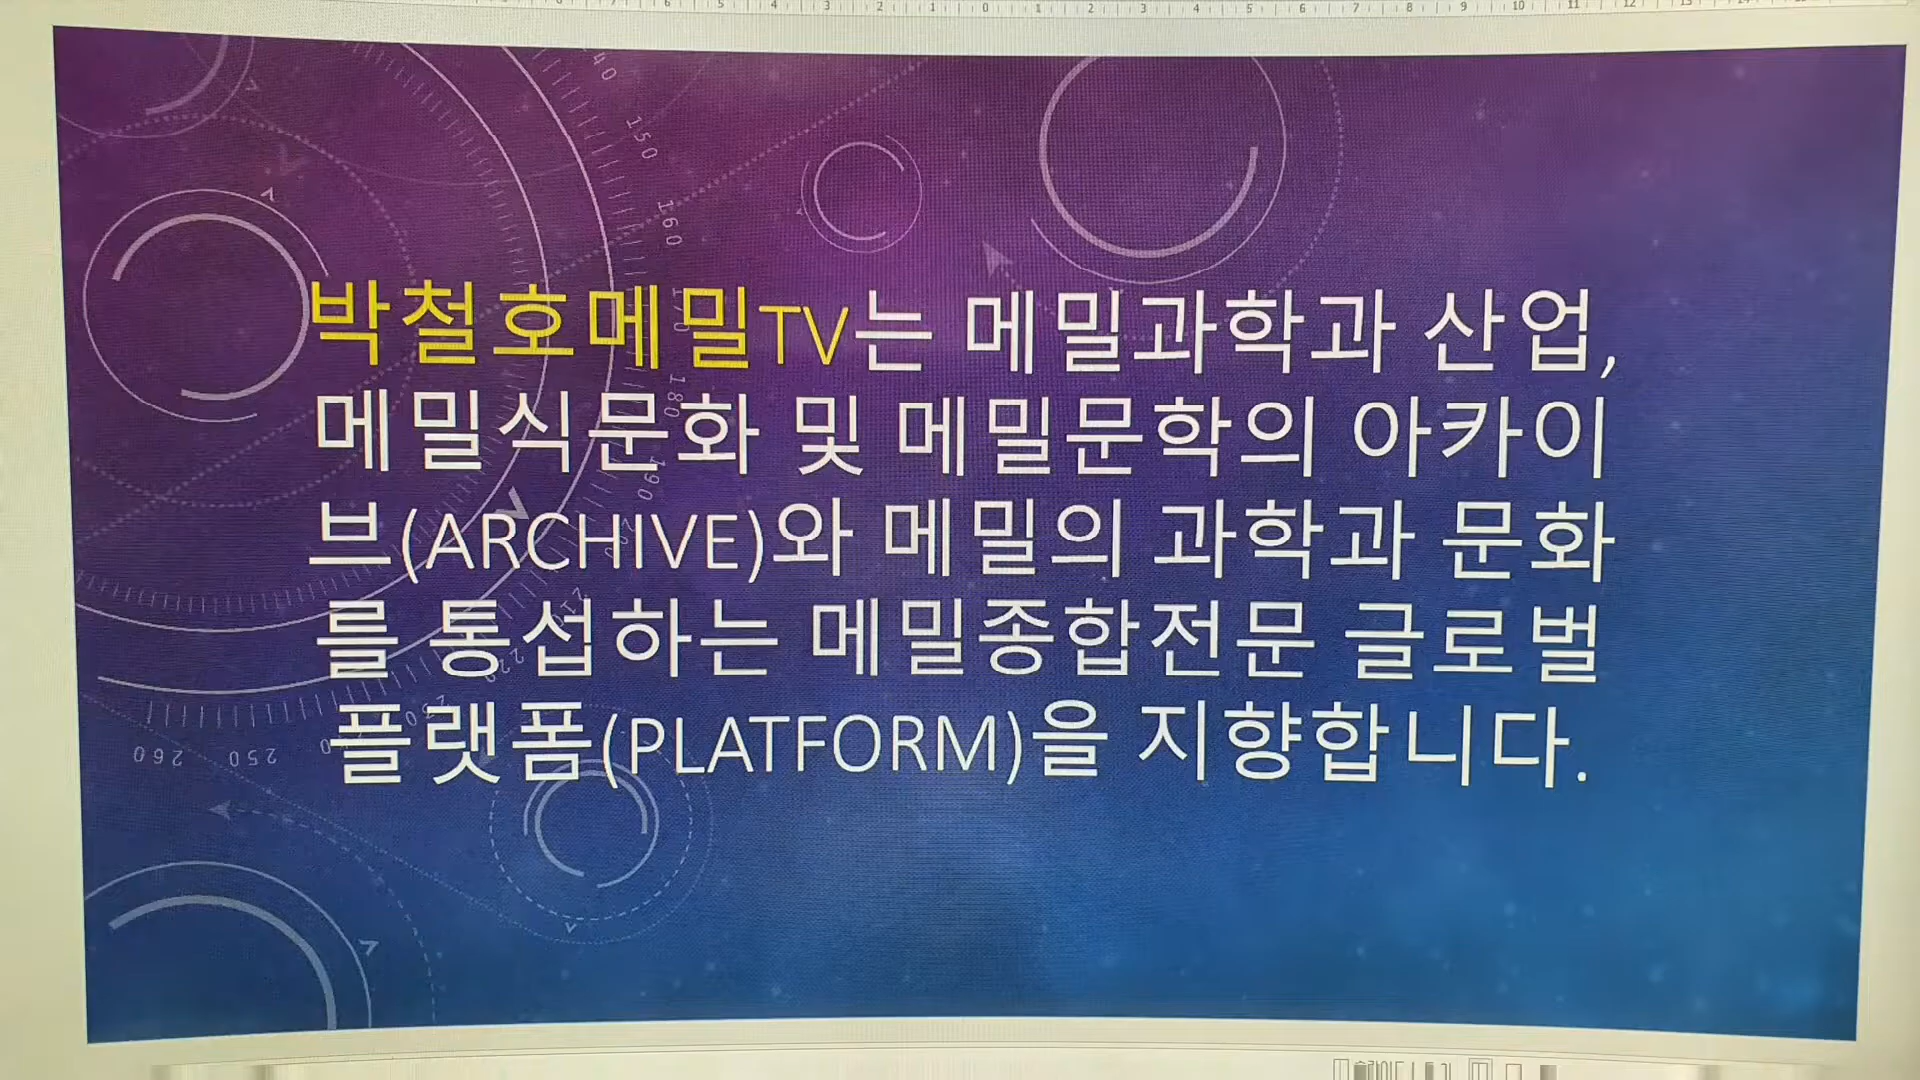 박철호메밀TV는 메밀과학과 산업,
메밀식문화 및 메밀문학의 아카이
브(ARCHIVE)와 메밀의 과학과 문화
를 통섭하는 메밀종합전문 글로벌
플랫폼(PLATFORM)을 지향합니다.